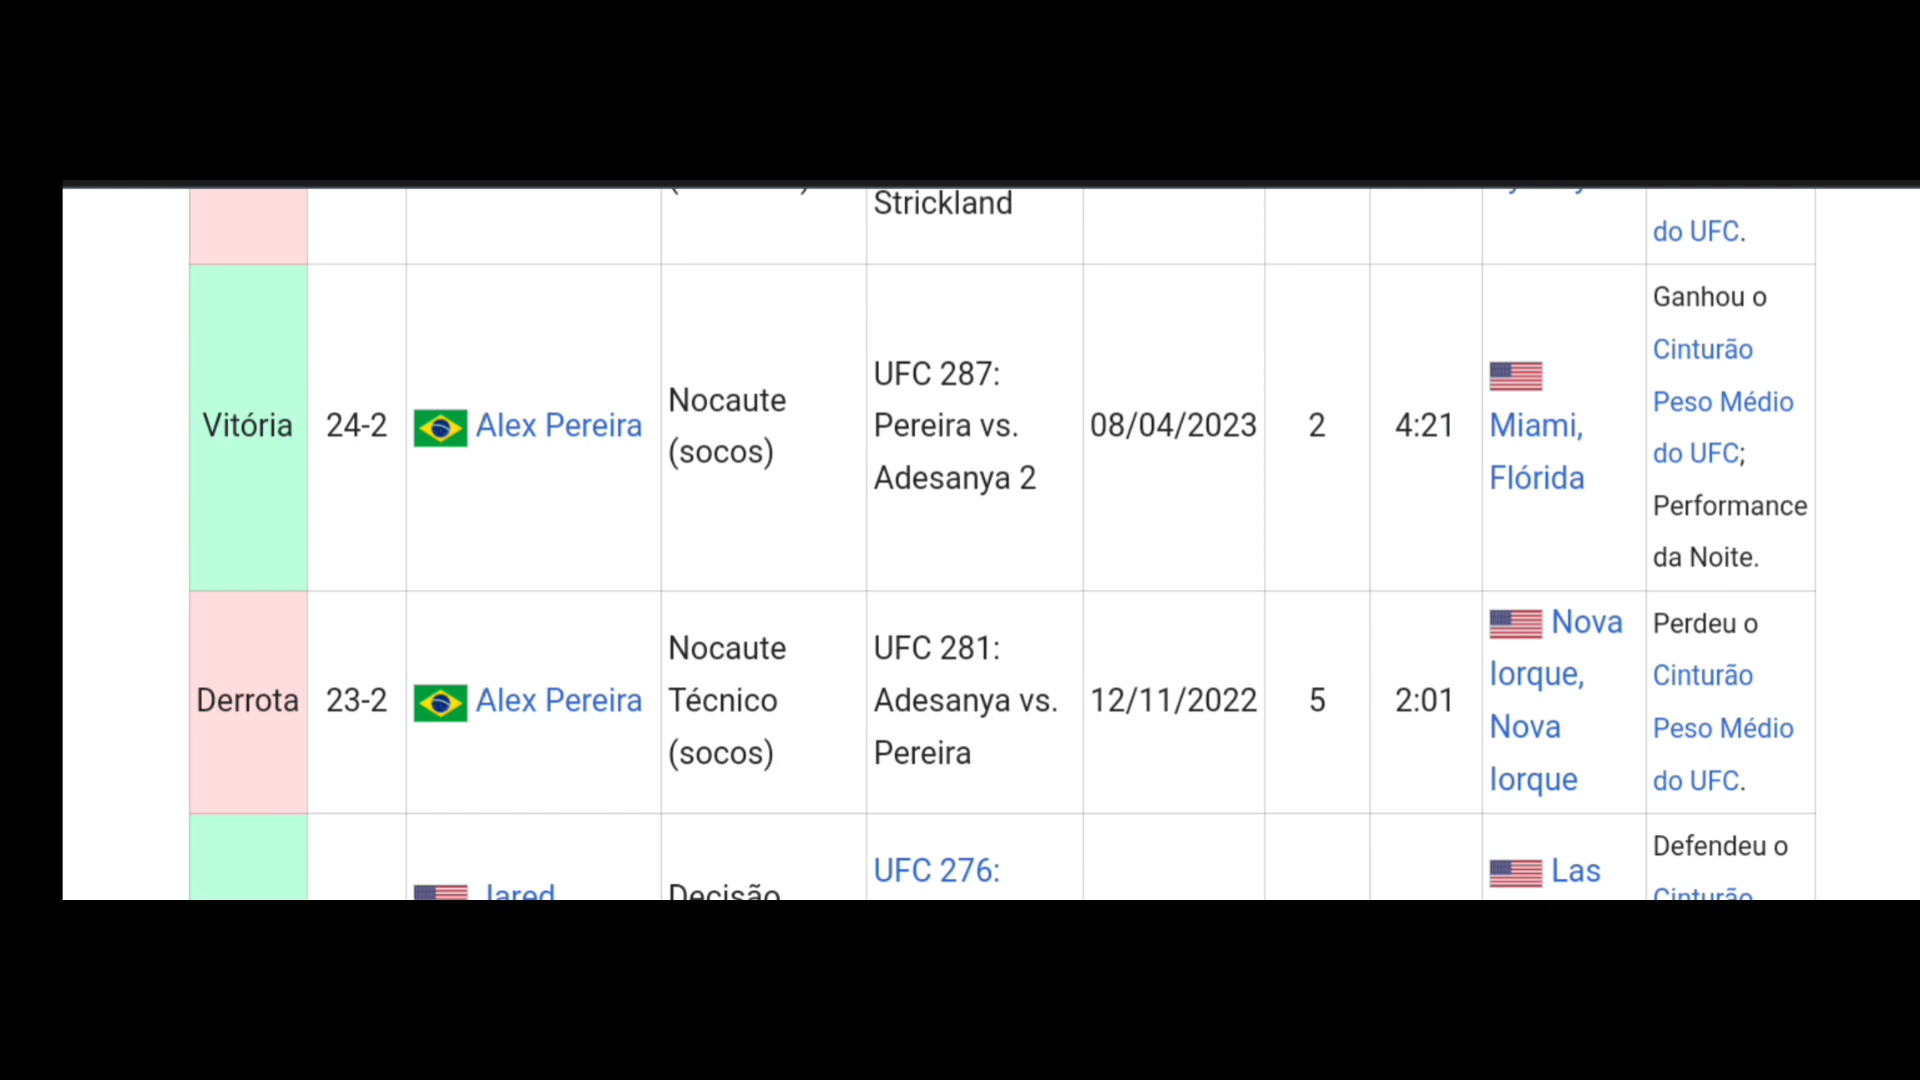 Strickland
do UFC.
Vitória
24-2
Alex Pereira
Nocaute
(socos)
UFC 287:
Pereira vs.
Adesanya 2
08/04/2023
2
4:21
Miami,
Flórida
Ganhou o
Cinturão
Peso Médio
do UFC;
Performance
da Noite.
Derrota
23-2
Alex Pereira
Nocaute
Técnico
(socos)
UFC 281:
Adesanya vs.
Pereira
12/11/2022
5
2:01
Nova
Iorque,
Nova
Iorque
Perdeu o
Cinturão
Peso Médio
do UFC.
Jared
Decisão
UFC 276:
Las
Defendeu o
Cinturão